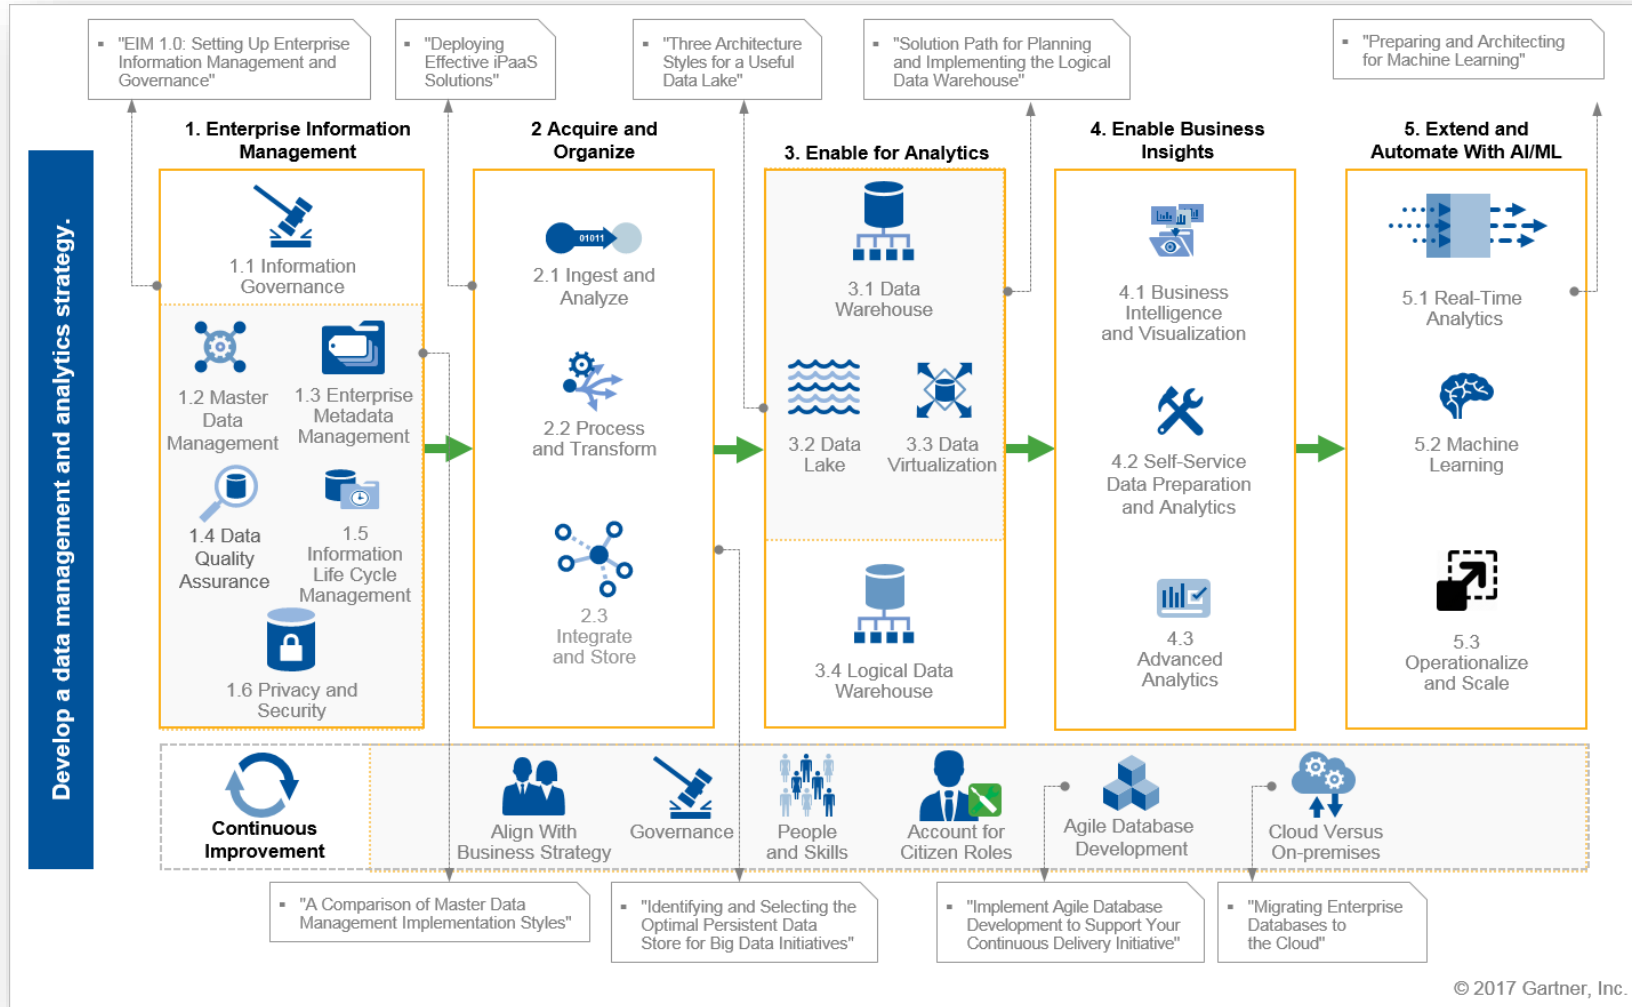 ▪ "EIM 1.0: Setting Up Enterprise
Information Management and
Governance"
▪ "Deploying
Effective iPaaS
Solutions"
▪ "Three Architecture
Styles for a Useful
Data Lake"
▪ "Solution Path for Planning
and Implementing the Logical
Data Warehouse"
▪ "Preparing and Architecting
for Machine Learning"
Develop a data management and analytics strategy.
1. Enterprise Information
Management
1.1 Information
Governance
1.2 Master
Data
Management
1.3 Enterprise
Metadata
Management
1.4 Data
Quality
Assurance
1.5
Information
Life Cycle
Management
1.6 Privacy and
Security
2 Acquire and
Organize
01011
2.1 Ingest and
Analyze
2.2 Process
and Transform
2.3
Integrate
and Store
3. Enable for Analytics
3.1 Data
Warehouse
3.2 Data
Lake
3.3 Data
Virtualization
3.4 Logical Data
Warehouse
4. Enable Business
Insights
4.1 Business
Intelligence
and Visualization
4.2 Self-Service
Data Preparation
and Analytics
4.3
Advanced
Analytics
5. Extend and
Automate With AI/ML
5.1 Real-Time
Analytics
5.2 Machine
Learning
5.3
Operationalize
and Scale
Continuous
Improvement
Align With
Business Strategy
Governance
People
and Skills
Account for
Citizen Roles
Agile Database
Development
Cloud Versus
On-premises
▪ "A Comparison of Master Data
Management Implementation Styles"
▪ "Identifying and Selecting the
Optimal Persistent Data
Store for Big Data Initiatives"
▪ "Implement Agile Database
Development to Support Your
Continuous Delivery Initiative"
▪ "Migrating Enterprise
Databases to
the Cloud"
© 2017 Gartner, Inc.